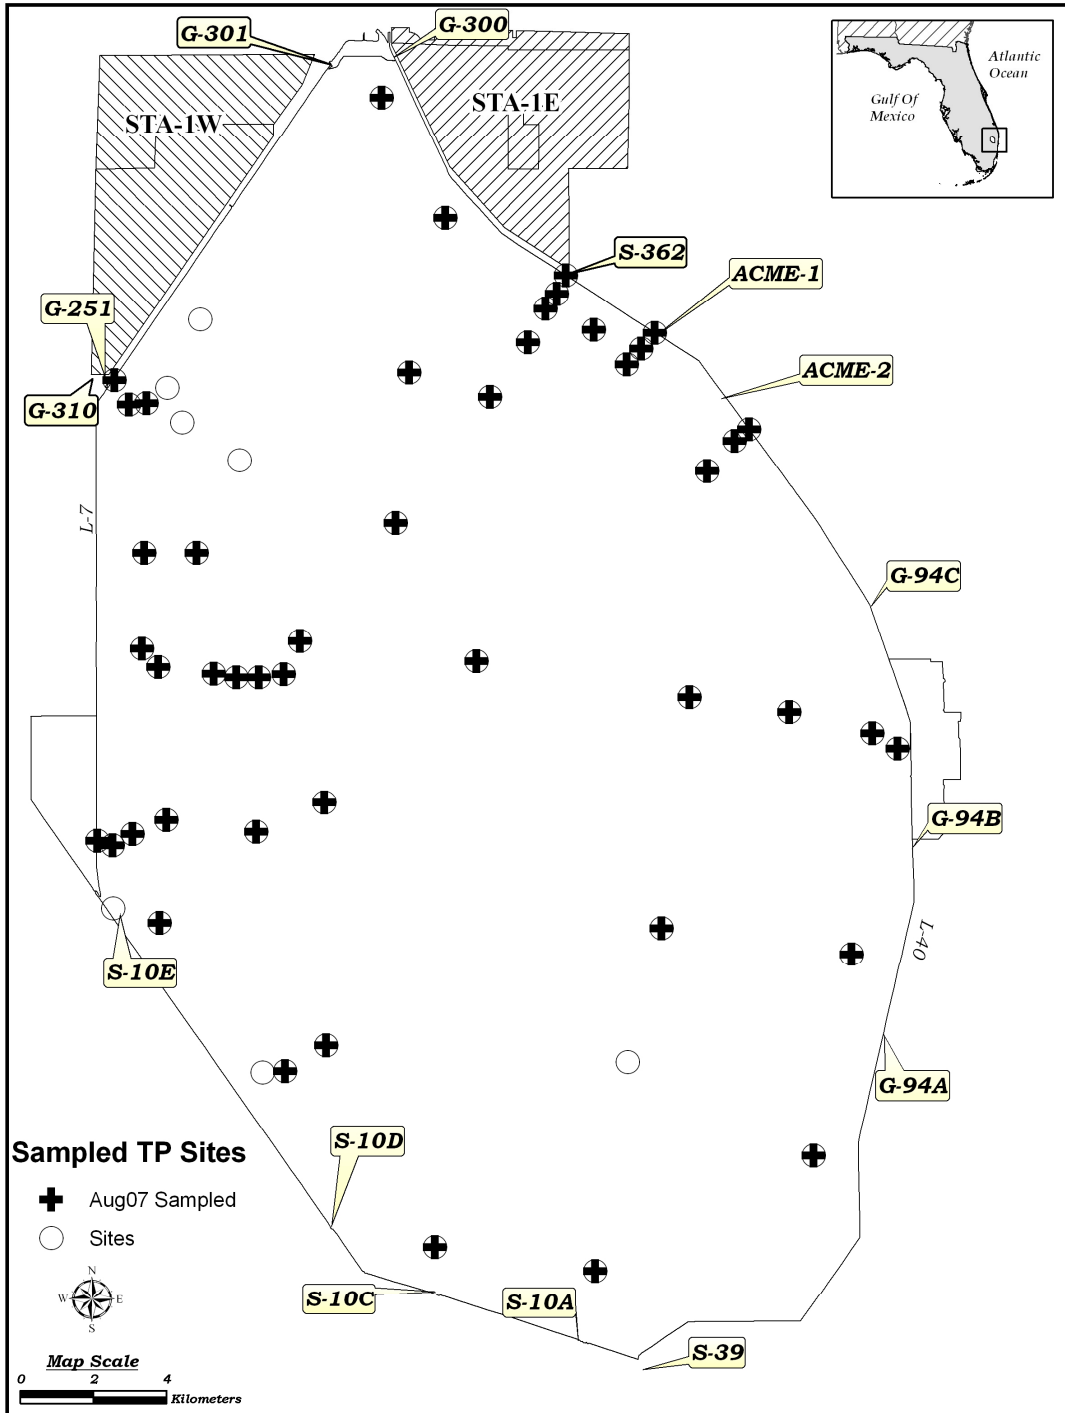 G-301
G-300
STA-1W
STA-1E
Atlantic
Ocean
Gulf Of
Mexico
S-362
ACME-1
G-251
ACME-2
G-310
L-7
G-94C
G-94B
L-40
S-10E
G-94A
S-10D
Sampled TP Sites
Aug07 Sampled
Sites
N
W E
S
S-10C
S-10A
S-39
Map Scale
0 2 4
Kilometers